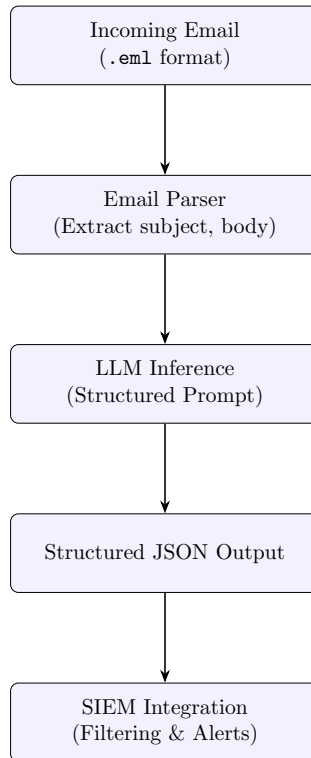 Incoming Email
(.eml format)
Email Parser
(Extract subject, body)
LLM Inference
(Structured Prompt)
Structured JSON Output
SIEM Integration
(Filtering & Alerts)